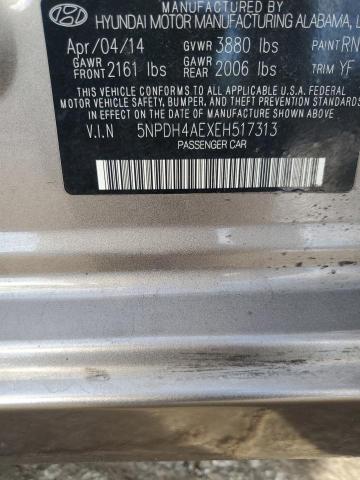 MANUFACTURED BY
HYUNDAI MOTOR MANUFACTURING ALABAMA, L
Apr/04/14 GVWR 3880 lbs PAINT RM
GAWR FRONT 2161 lbs GAWR REAR 2006 lbs TRIM YF
THIS VEHICLE CONFORMS TO ALL APPLICABLE U.S.A. FEDERAL
MOTOR VEHICLE SAFETY, BUMPER, AND THEFT PREVENTION
STANDARDS IN EFFECT ON THE DATE OF MANUFACTURE
SHOWN ABOVE.
V.I.N 5NPDH4AEXEH517313
PASSENGER CAR